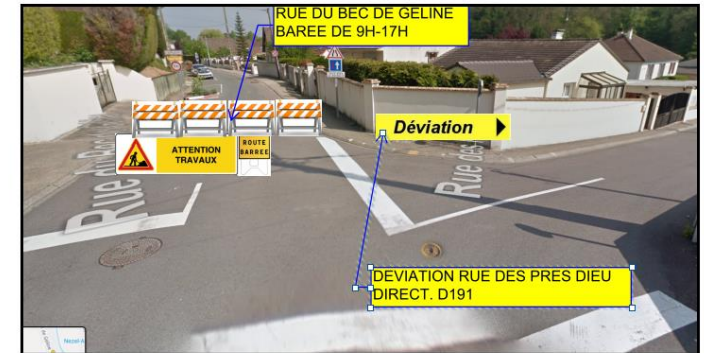 RUE DU BEC DE GELINE
BAREE DE 9H-17H
Déviation
ATTENTION
TRAVAUX
ROUTE
BARREE
Rue du
Rue des
DEVIATION RUE DES PRES DIEU
DIRECT. D191